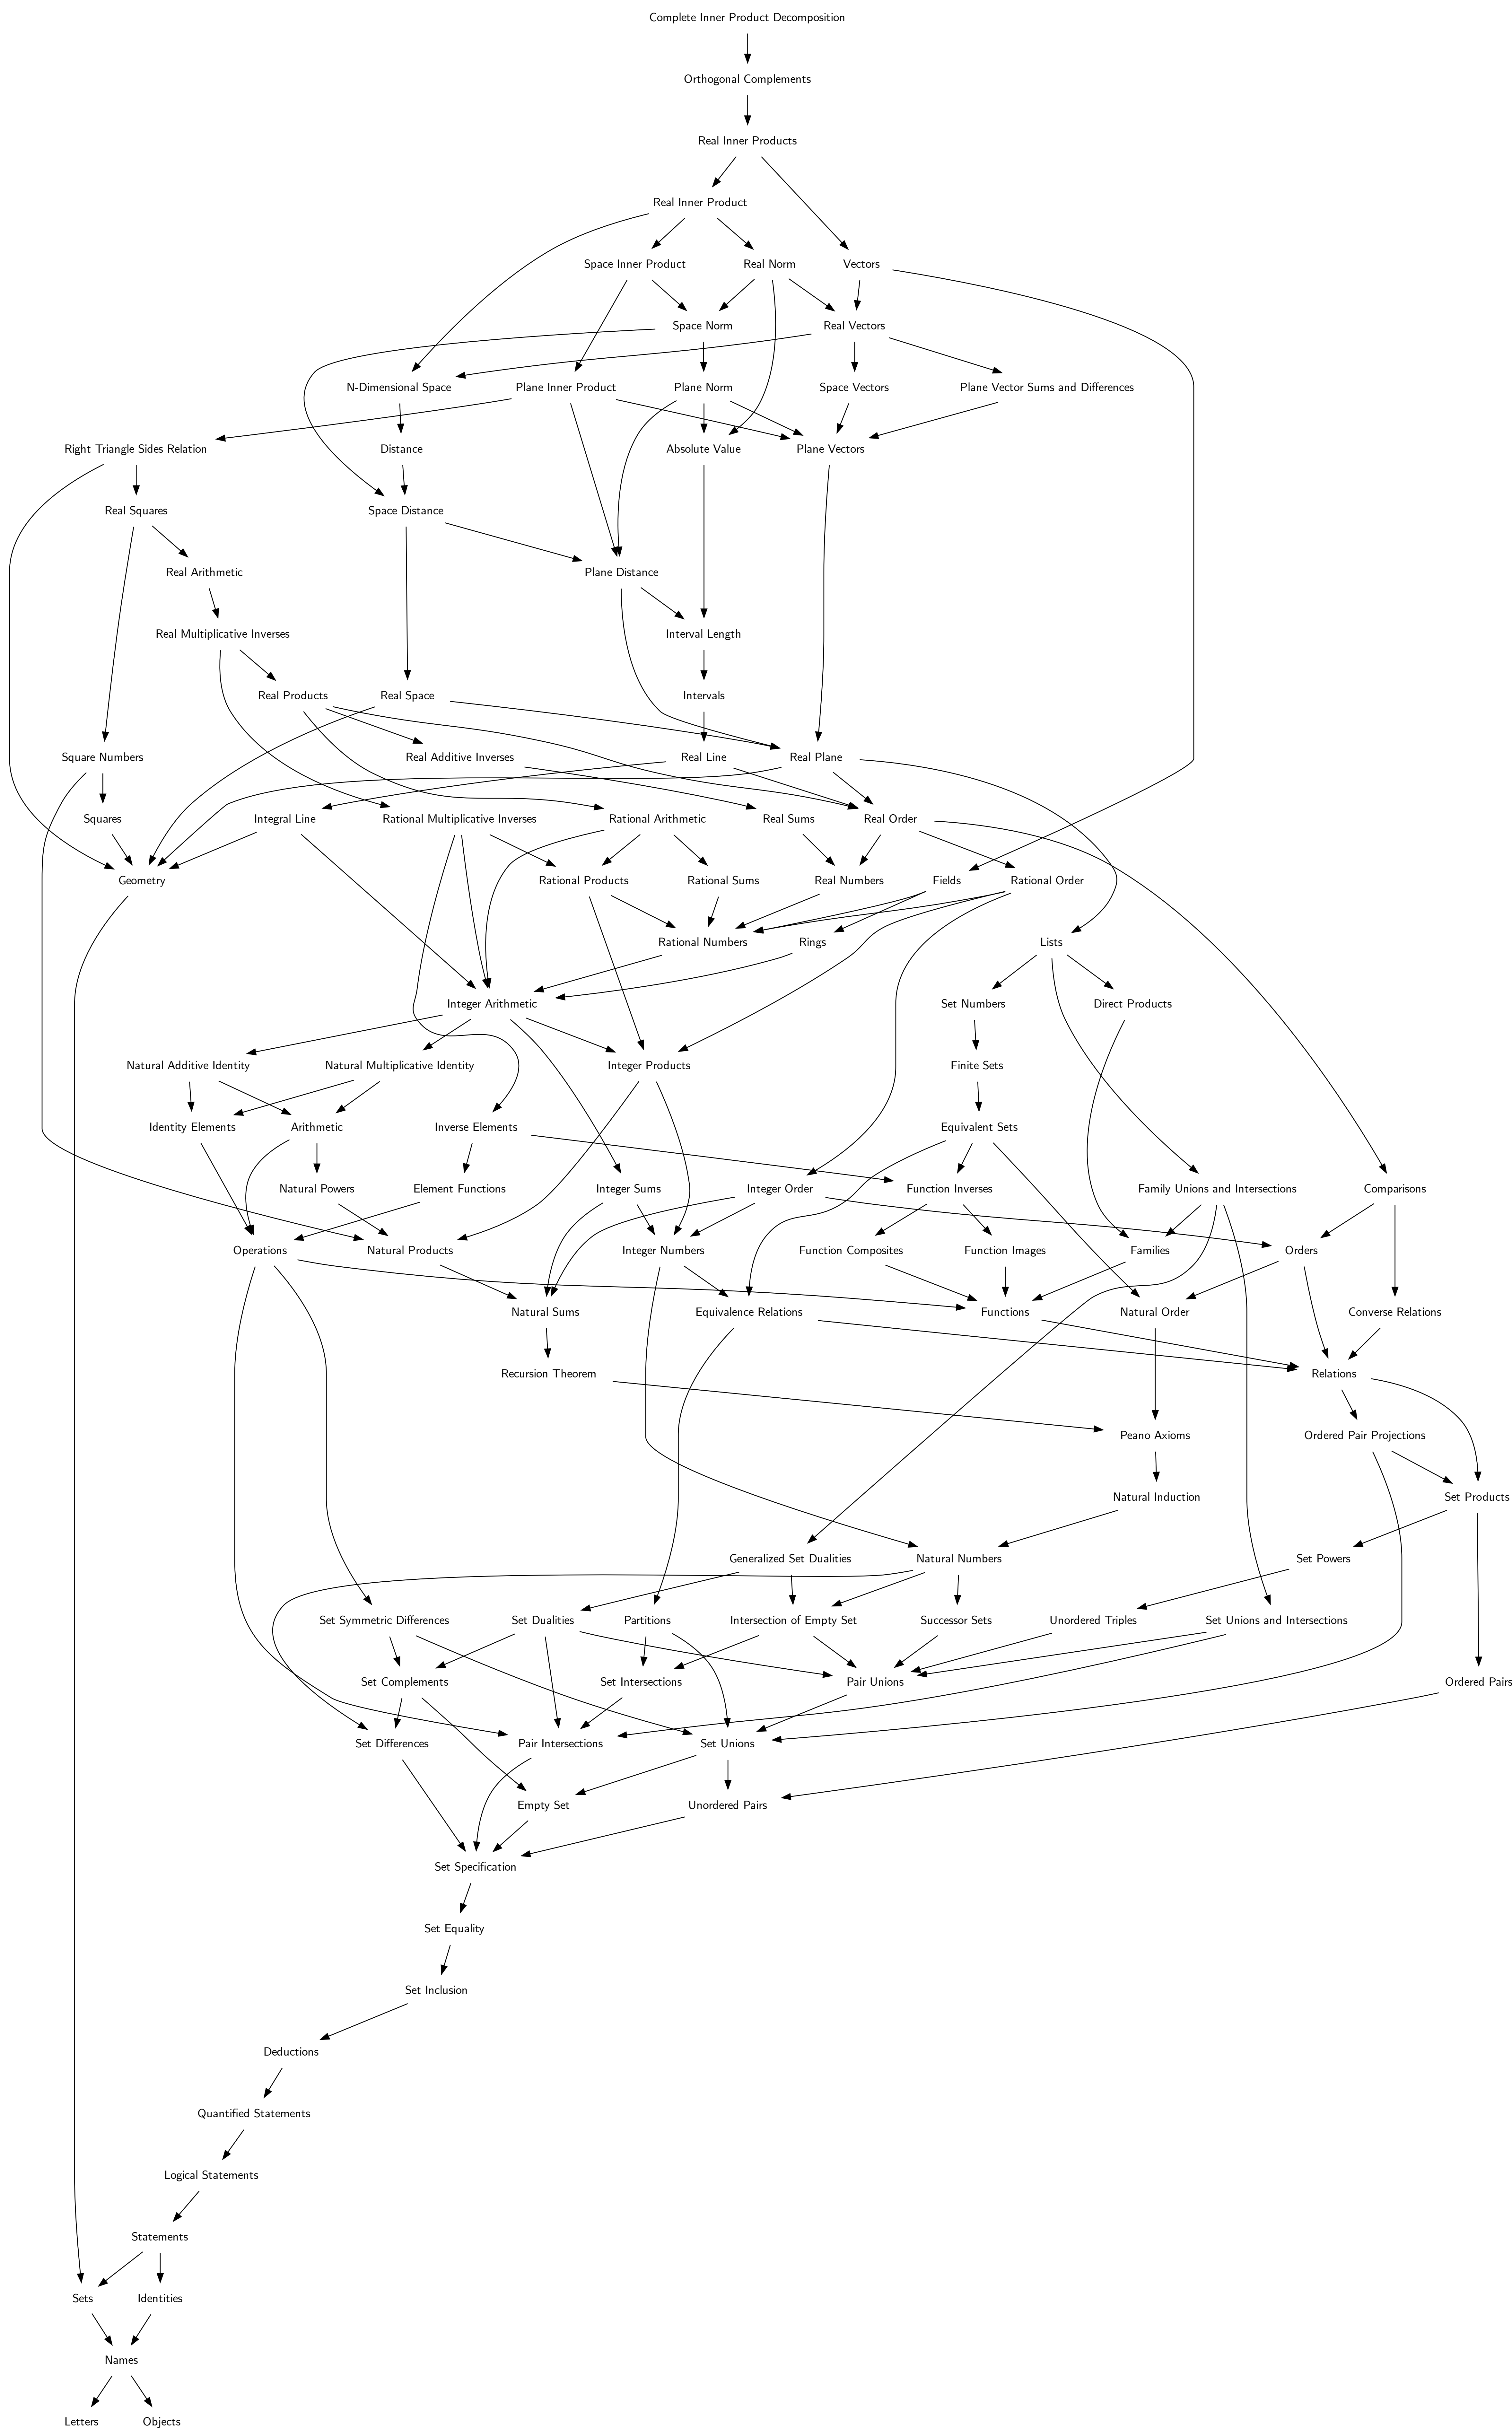 Complete Inner Product Decomposition
Orthogonal Complements
Real Inner Products
Real Inner Product
Space Inner Product
Real Norm
Vectors
Space Norm
Real Vectors
N-Dimensional Space
Plane Inner Product
Plane Norm
Space Vectors
Plane Vector Sums and Differences
Right Triangle Sides Relation
Distance
Absolute Value
Plane Vectors
Real Squares
Space Distance
Real Arithmetic
Plane Distance
Real Multiplicative Inverses
Interval Length
Real Products
Real Space
Intervals
Square Numbers
Real Additive Inverses
Real Line
Real Plane
Squares
Integral Line
Rational Multiplicative Inverses
Rational Arithmetic
Real Sums
Real Order
Geometry
Rational Products
Rational Sums
Real Numbers
Fields
Rational Order
Rational Numbers
Rings
Lists
Integer Arithmetic
Set Numbers
Direct Products
Natural Additive Identity
Natural Multiplicative Identity
Integer Products
Finite Sets
Identity Elements
Arithmetic
Inverse Elements
Equivalent Sets
Natural Powers
Element Functions
Integer Sums
Integer Order
Function Inverses
Family Unions and Intersections
Comparisons
Operations
Natural Products
Integer Numbers
Function Composites
Function Images
Families
Orders
Natural Sums
Equivalence Relations
Functions
Natural Order
Converse Relations
Recursion Theorem
Relations
Peano Axioms
Ordered Pair Projections
Natural Induction
Set Products
Generalized Set Dualities
Natural Numbers
Set Powers
Set Symmetric Differences
Set Dualities
Partitions
Intersection of Empty Set
Successor Sets
Unordered Triples
Set Unions and Intersections
Set Complements
Set Intersections
Pair Unions
Ordered Pairs
Set Differences
Pair Intersections
Set Unions
Empty Set
Unordered Pairs
Set Specification
Set Equality
Set Inclusion
Deductions
Quantified Statements
Logical Statements
Statements
Sets
Identities
Names
Letters
Objects